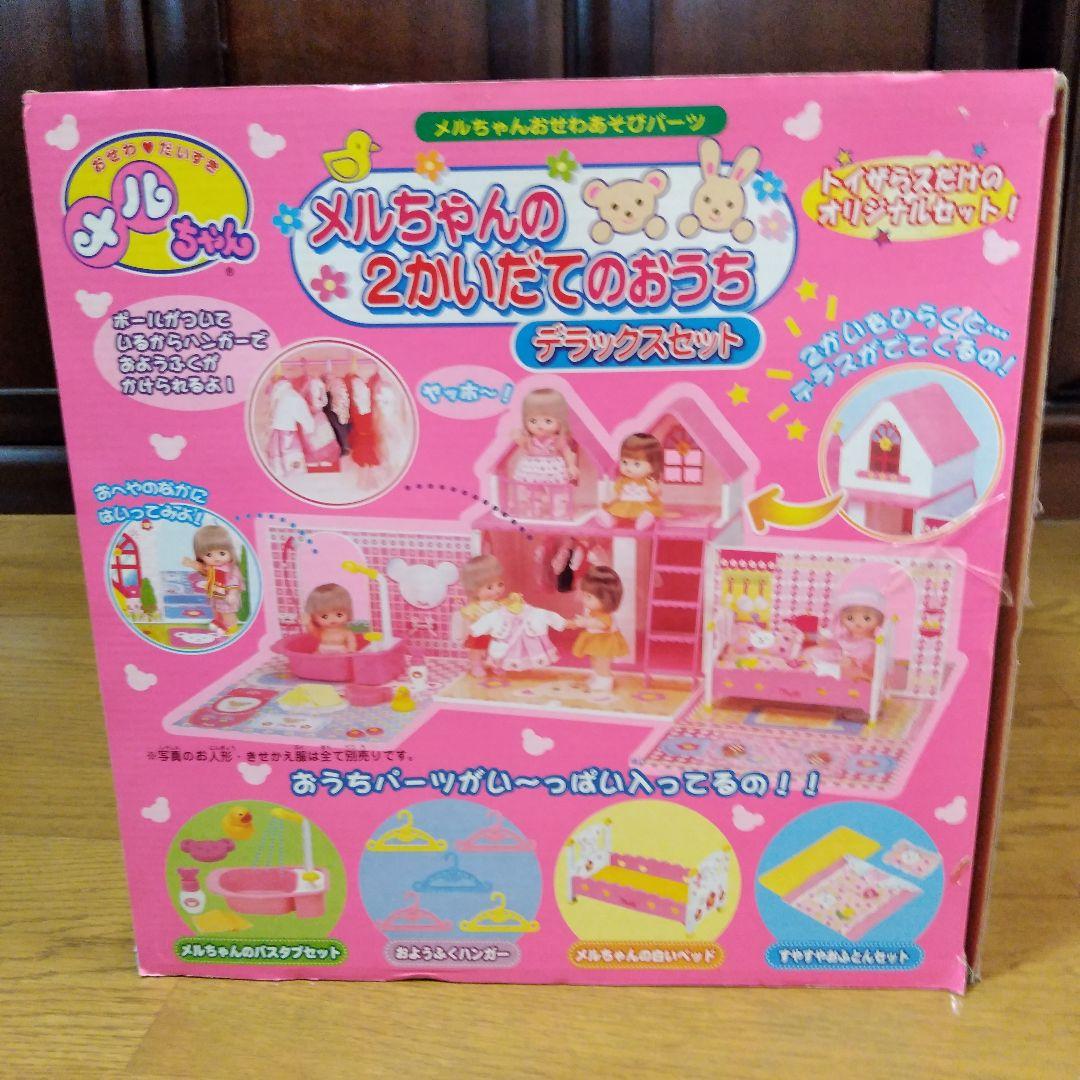 メルちゃんおせわあそびパーツ
おせわ♥だいすき
メルちゃん®
メルちゃんの
2かいだてのおうち
デラックスセット
トイザらスだけの
オリジナルセット!
ポールがついて
いるからハンガーで
おようふくが
かけられるよ!
ヤッホ〜!
2かいをひらくと…
テラスがでてくるの!
おへやのなかに
はいってみよ!
※写真のお人形・きせかえ服は全て別売りです。
おうちパーツがい〜っぱい入ってるの!!
メルちゃんのバスタブセット
おようふくハンガー
メルちゃんの白いベッド
すやすやおふとんセット